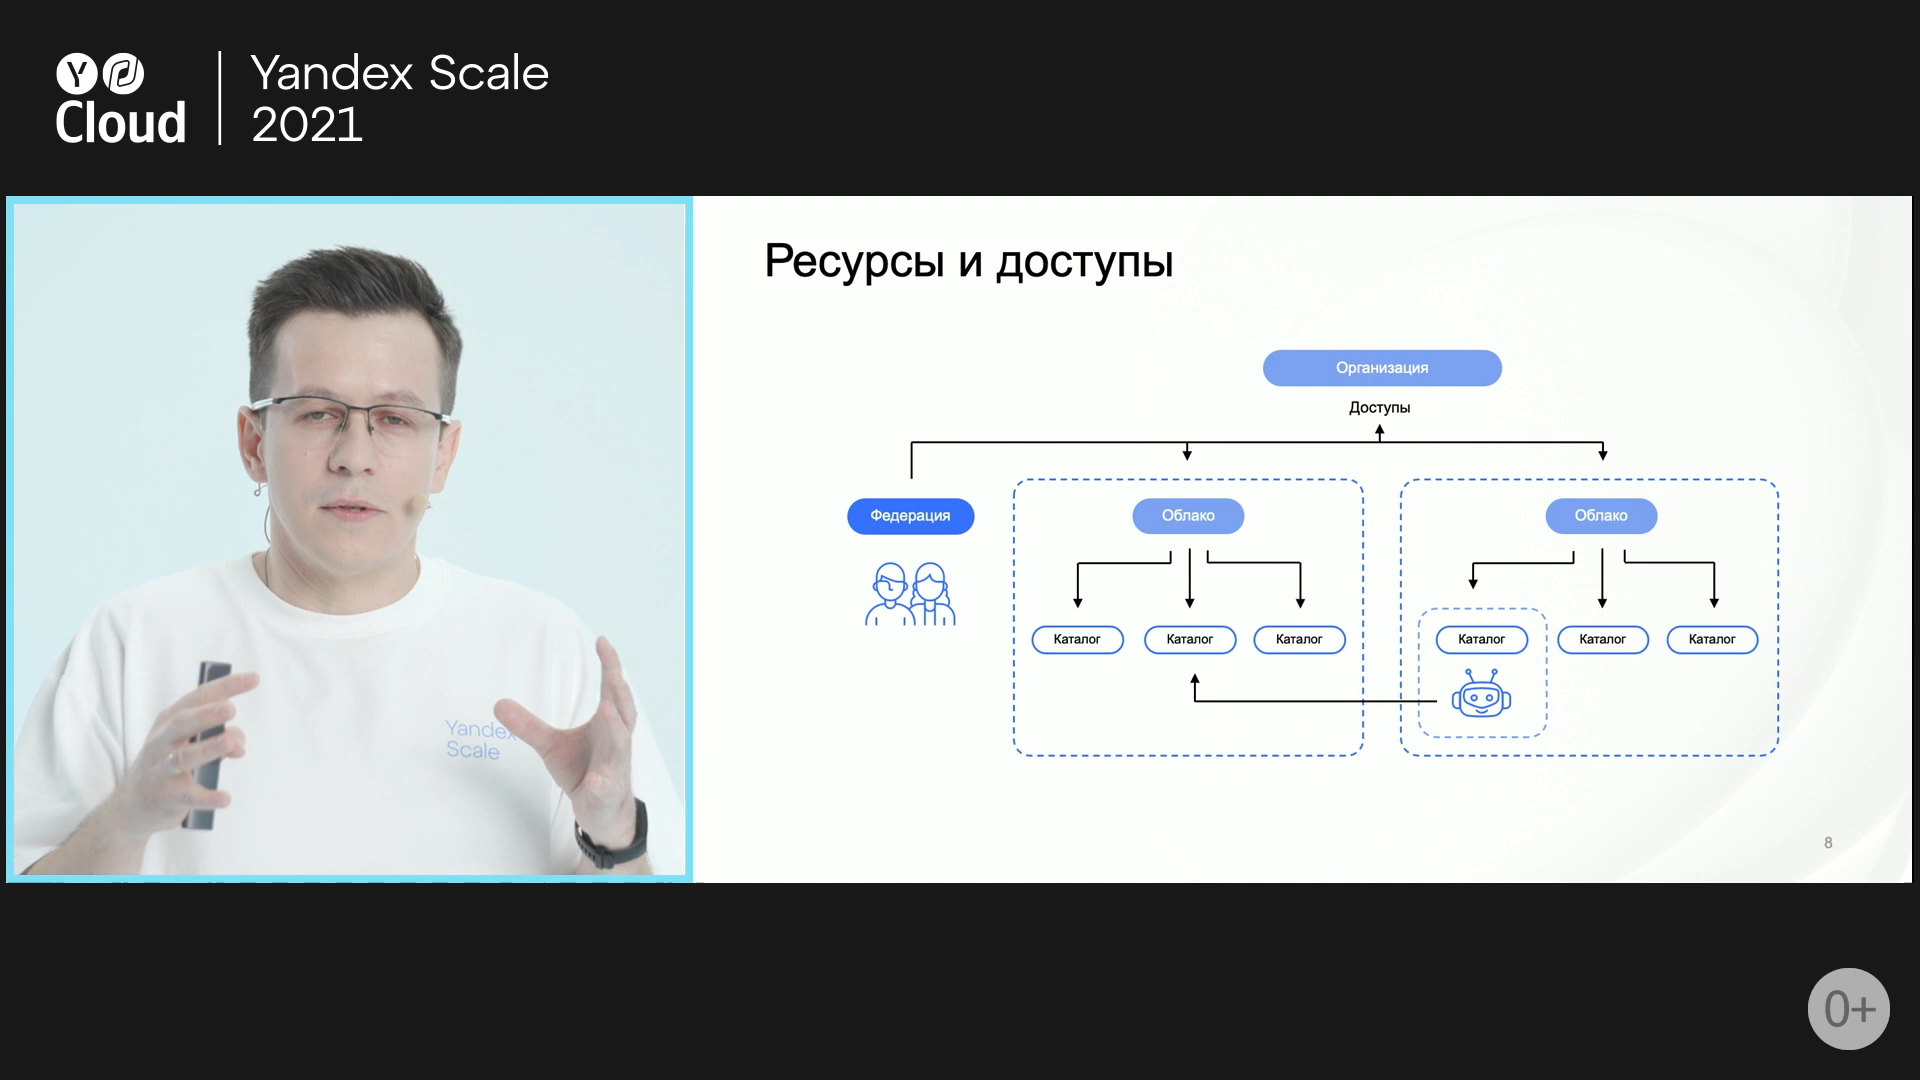 Cloud
Yandex Scale
2021
Yandex
Scale
Ресурсы и доступы
Организация
Доступы
Федерация
Облако
Облако
Каталог
Каталог
Каталог
Каталог
Каталог
Каталог
8
0+